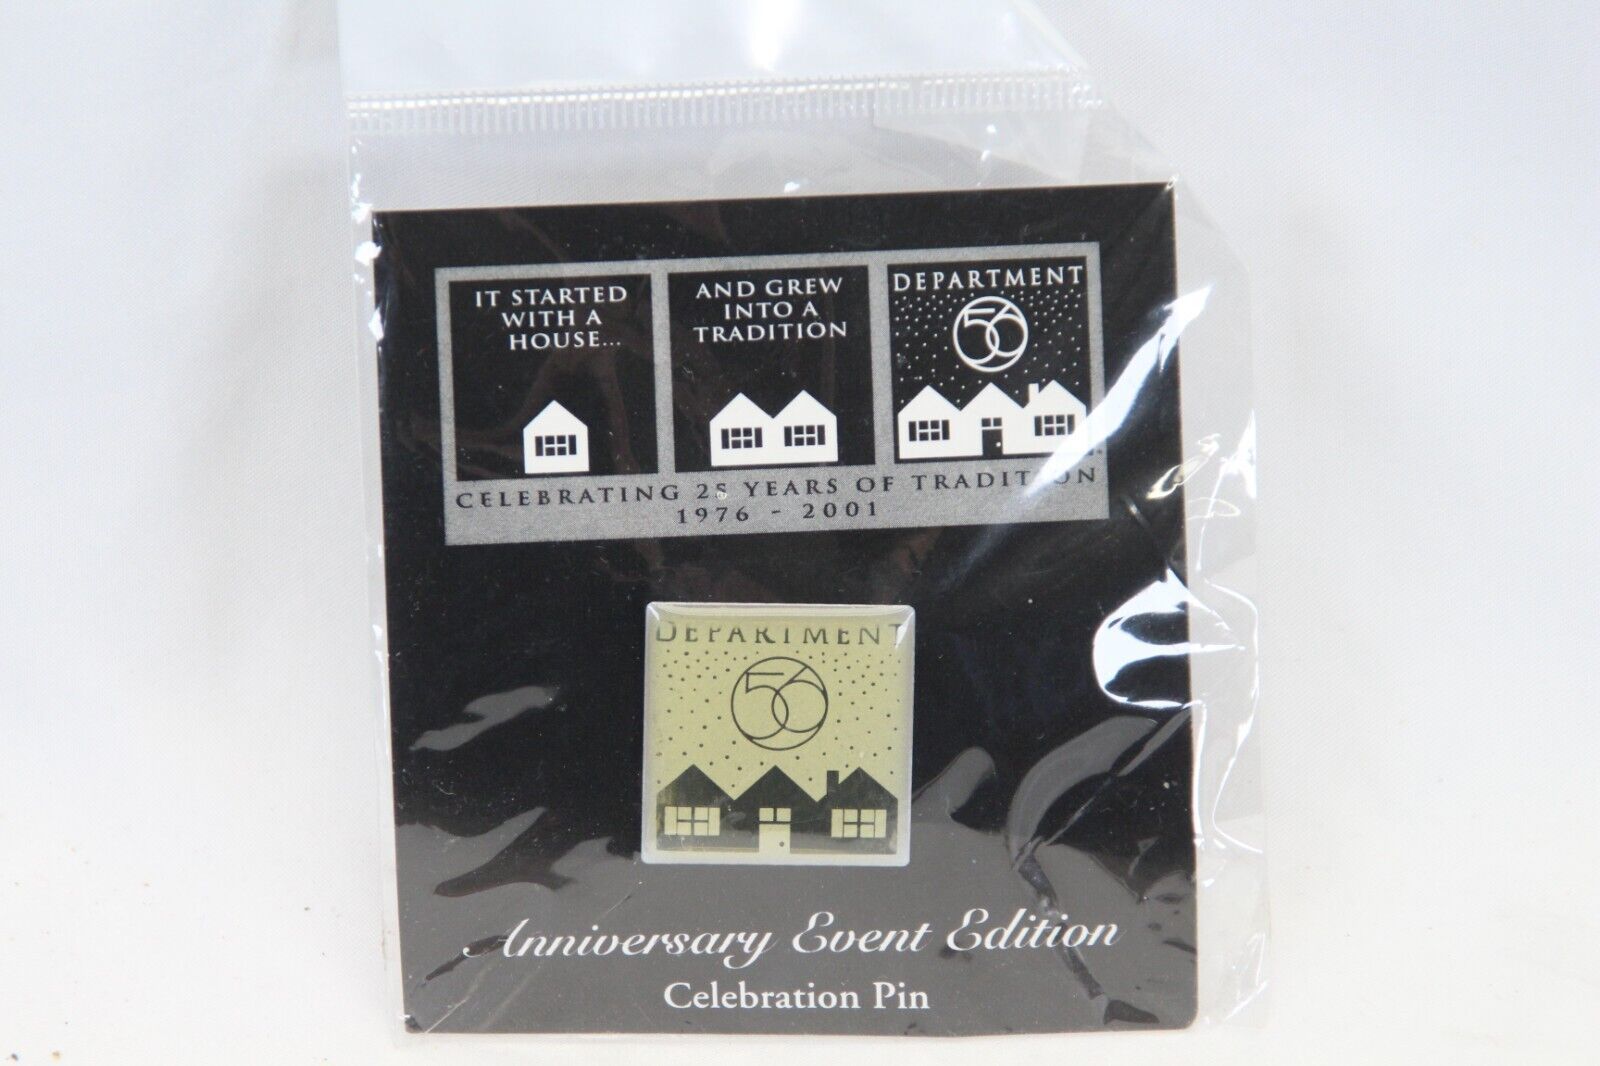 IT STARTED
WITH A
HOUSE...
AND GREW
INTO A
TRADITION
DEPARTMENT
56
CELEBRATING 25 YEARS OF TRADITION
1976 - 2001
DEPARTMENT
56
Anniversary Event Edition
Celebration Pin